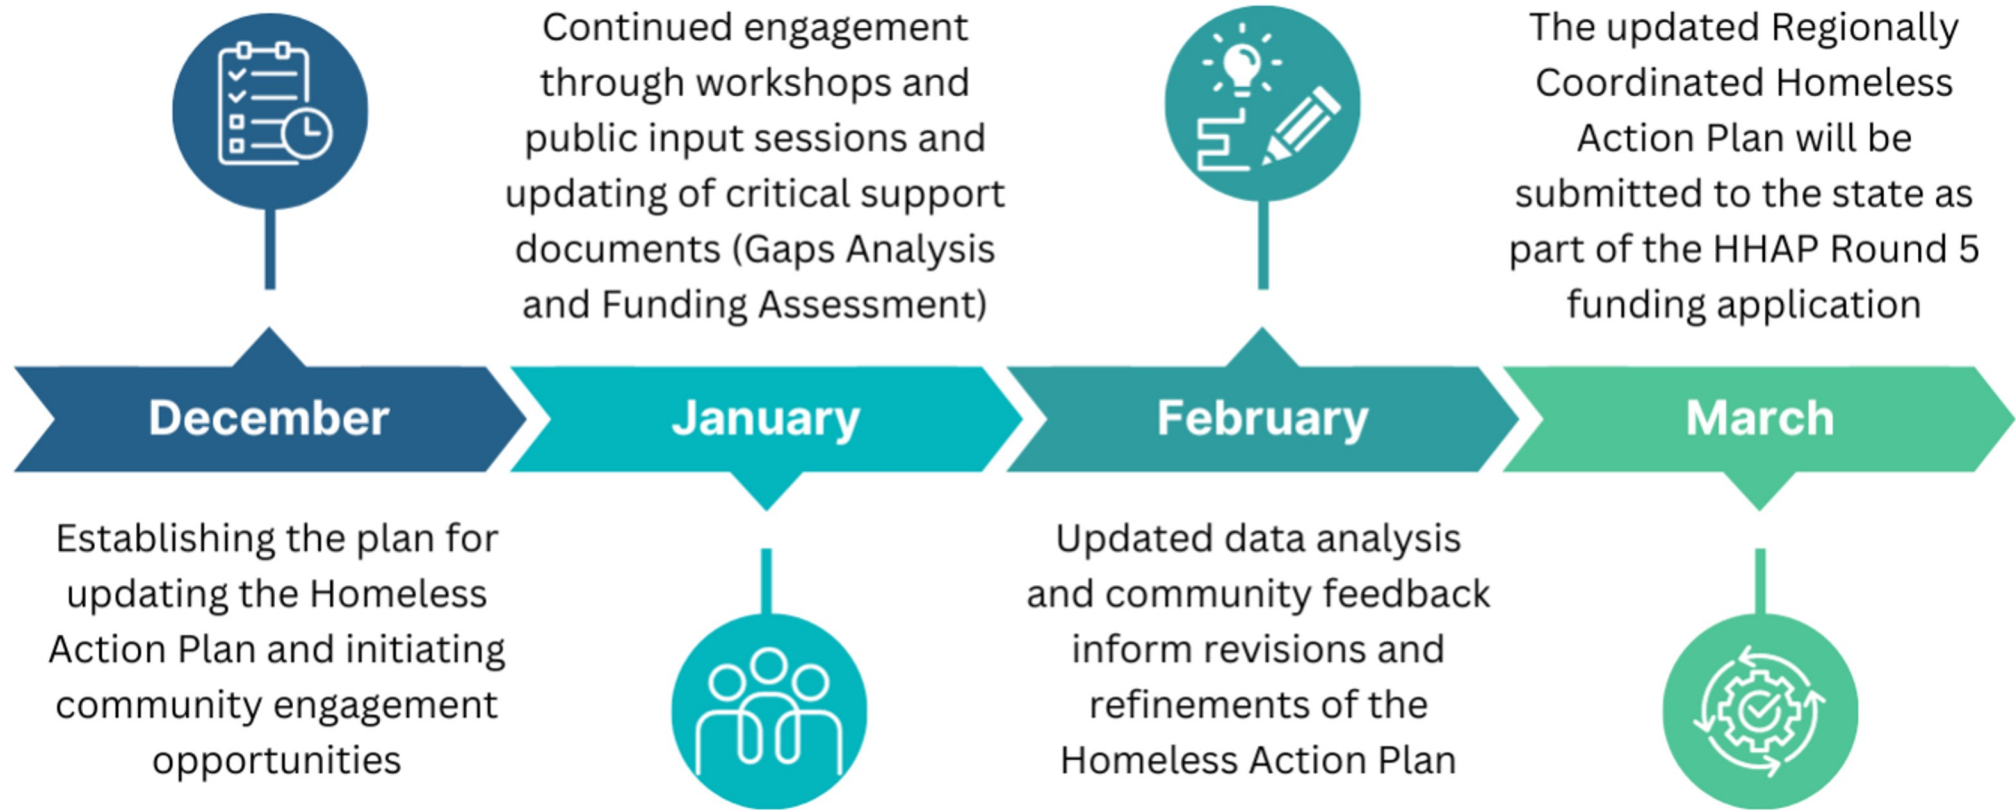 December
Establishing the plan for
updating the Homeless
Action Plan and initiating
community engagement
opportunities
Continued engagement
through workshops and
public input sessions and
updating of critical support
documents (Gaps Analysis
and Funding Assessment)
January
February
Updated data analysis
and community feedback
inform revisions and
refinements of the
Homeless Action Plan
The updated Regionally
Coordinated Homeless
Action Plan will be
submitted to the state as
part of the HHAP Round 5
funding application
March